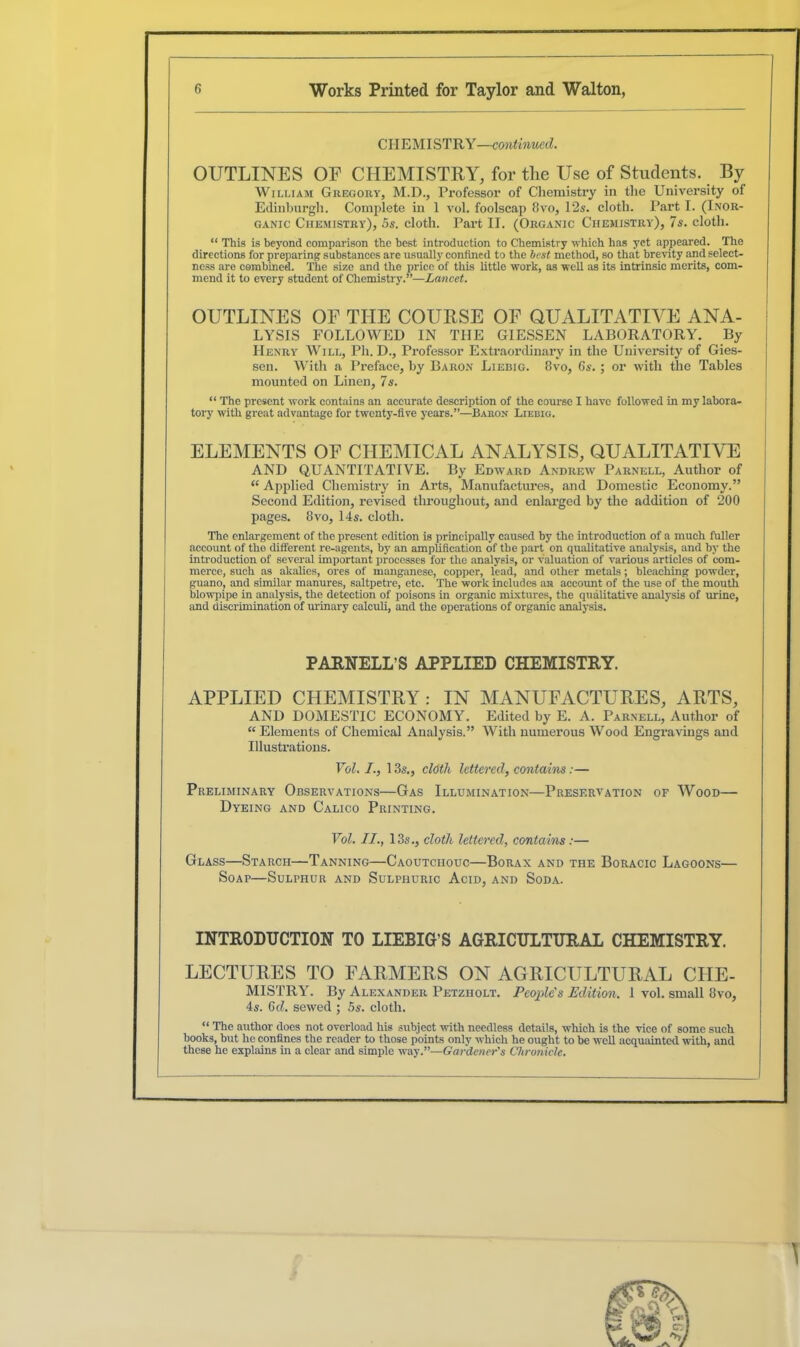 6 Works Printed for Taylor and Walton,
CHEMISTRY—continued.
OUTLINES OF CHEMISTRY, for the Use of Students. By
WILLIAM GREGORY, M.D., Professor of Chemistry in the University of
Edinburgh. Complete in 1 vol. foolscap 8vo, 12s. cloth. Part I. (INOR-
GANIC CHEMISTRY), 5s. cloth. Part II. (ORGANIC CHEMISTRY), 7s. cloth.
“ This is beyond comparison the best introduction to Chemistry which has yet appeared. The
directions for preparing substances are usually confined to the best method, so that brevity and select-
ness are combined. The size and the price of this little work, as well as its intrinsic merits, com-
mend it to every student of Chemistry.”—Lancet.
OUTLINES OF THE COURSE OF QUALITATIVE ANA-
LYSIS FOLLOWED IN THE GIESSEN LABORATORY. By
HENRY WILL, Ph. D., Professor Extraordinary in the University of Gies-
sen. With a Preface, by BARON LIEBIG. 8vo, 6s. ; or with the Tables
mounted on Linen, 7s.
“ The present work contains an accurate description of the course I have followed in my labora-
tory with great advantage for twenty-five years.”—BARON LIEBIG.
ELEMENTS OF CHEMICAL ANALYSIS, QUALITATIVE
AND QUANTITATIVE. By EDWARD ANDREW PARNELL, Author of
“ Applied Chemistry in Arts, Manufactures, and Domestic Economy.”
Second Edition, revised throughout, and enlarged by the addition of 200
pages. 8vo, 14s. cloth.
The enlargement of the present edition is principally caused by the introduction of a much fuller
account of the different re-agents, by an amplification of the part on qualitative analysis, and by the
introduction of several important processes for the analysis, or valuation of various articles of com-
merce, such as akalies, ores of manganese, copper, lead, and other metals ; bleaching powder,
guano, and similar manures, saltpetre, etc. The work includes an account of the use of the mouth
blowpipe in analysis, the detection of poisons in organic mixtures, the qualitative analysis of urine,
and discrimination of urinary calculi, and the operations of organic analysis.
PARNELL'S APPLIED CHEMISTRY.
APPLIED CHEMISTRY : IN MANUFACTURES, ARTS,
AND DOMESTIC ECONOMY. Edited by E. A. PARNELL, Author of
“ Elements of Chemical Analysis.” With numerous Wood Engravings and
Illustrations.
Vol. I., 13s., cloth lettered, contains :—
PRELIMINARY OBSERVATIONS—GAS ILLUMINATION—PRESERVATION OF WOOD—
DYEING AND CALICO PRINTING.
Vol. II., 13s., cloth lettered, contains :—
GLASS—STARCH—TANNING—CAOUTCHOUC—BORAX AND THE BORACIC LAGOONS—
SOAP—SULPHUR AND SULPHURIC ACID, AND SODA.
INTRODUCTION TO LIEBIG'S AGRICULTURAL CHEMISTRY.
LECTURES TO FARMERS ON AGRICULTURAL CHE-
MISTRY. By ALEXANDER PETZHOLT. People's Edition. 1 vol. small 8vo,
4s. 6d. sewed ; 5s. cloth.
“ The author does not overload his subject with needless details, which is the vice of some such
books, but he confines the reader to those points only which he ought to be well acquainted with, and
these he explains in a clear and simple way.”—Gardener's Chronicle.